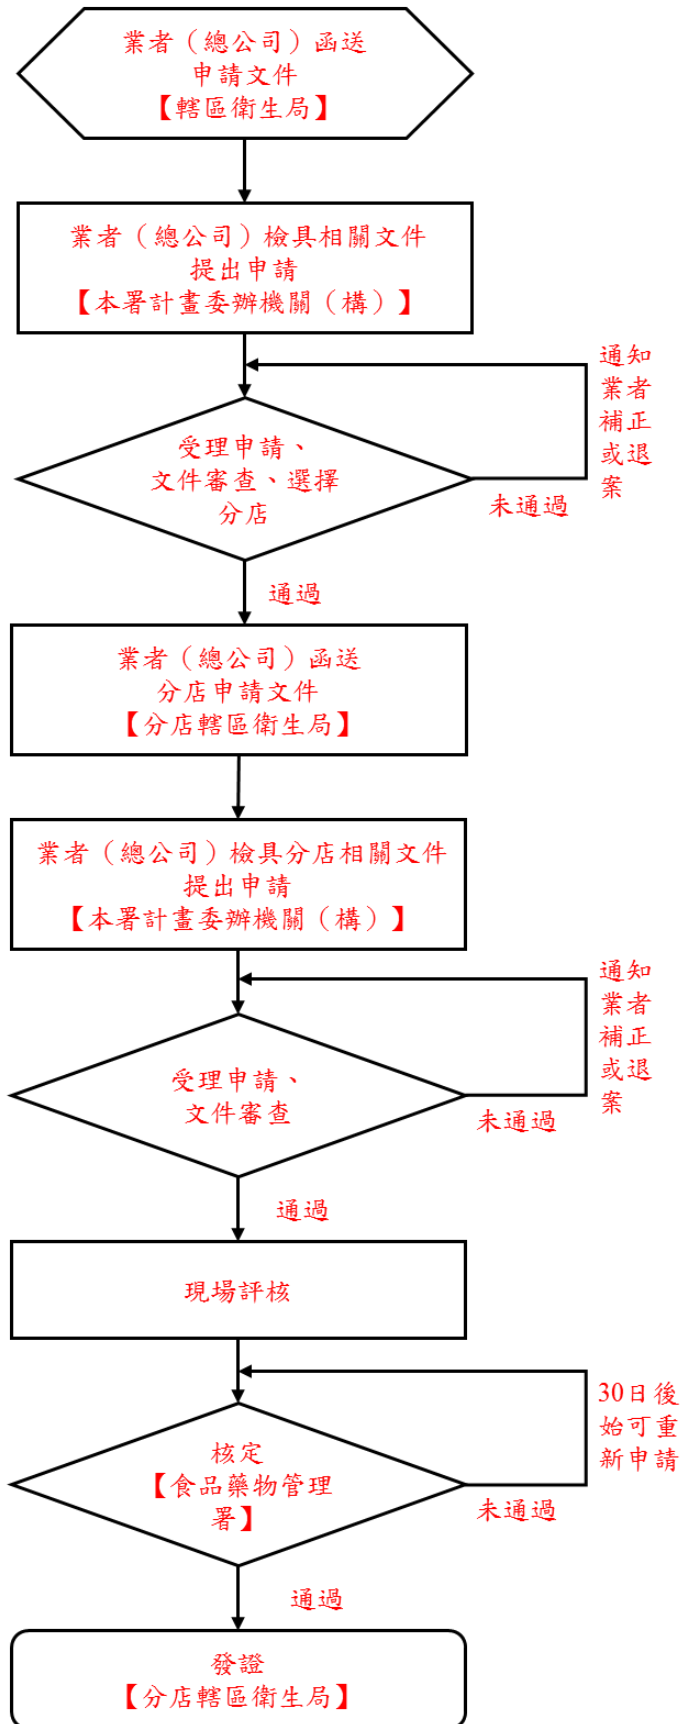 業者（總公司）函送
申請文件
【轄區衛生局】
業者（總公司）檢具相關文件
提出申請
【本署計畫委辦機關（構）】
通知
業者
補正
或退
案
受理申請、
文件審查、選擇
分店
未通過
通過
業者（總公司）函送
分店申請文件
【分店轄區衛生局】
業者（總公司）檢具分店相關文件
提出申請
【本署計畫委辦機關（構）】
通知
業者
補正
或退
案
受理申請、
文件審查
未通過
通過
現場評核
30日後
始可重
新申請
核定
【食品藥物管理
署】
未通過
通過
發證
【分店轄區衛生局】